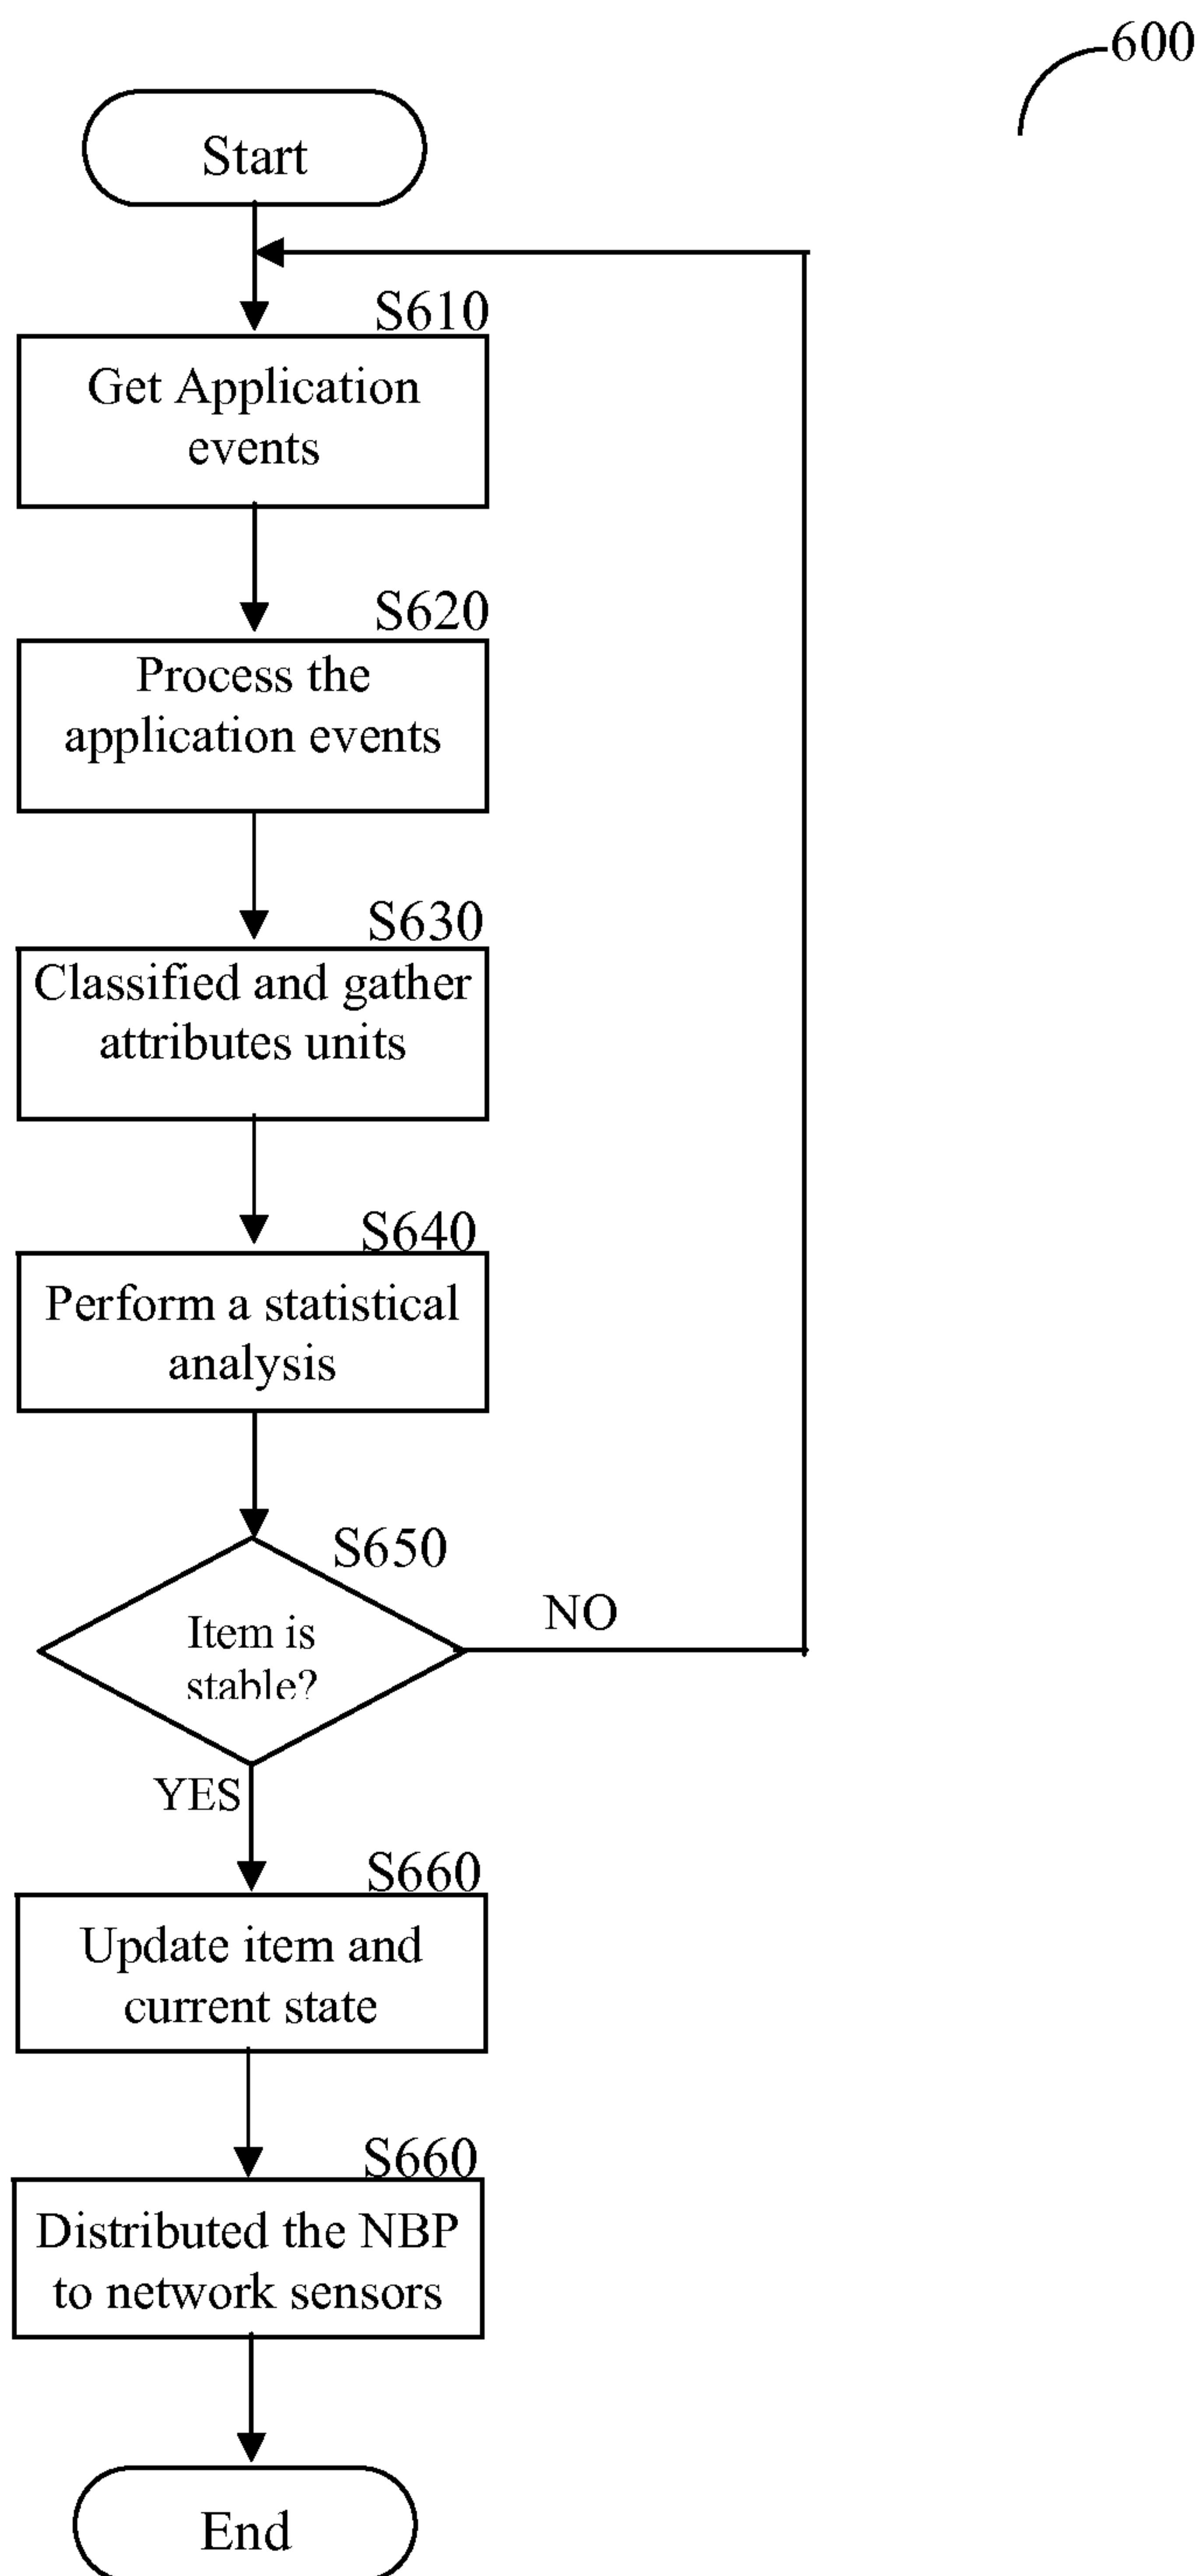 600
Start
S610
Get Application
events
S620
Process the
application events
S630
Classified and gather
attributes units
S640
Perform a statistical
analysis
S650
Item is
stable?
NO
YES
S660
Update item and
current state
S660
Distributed the NBP
to network sensors
End